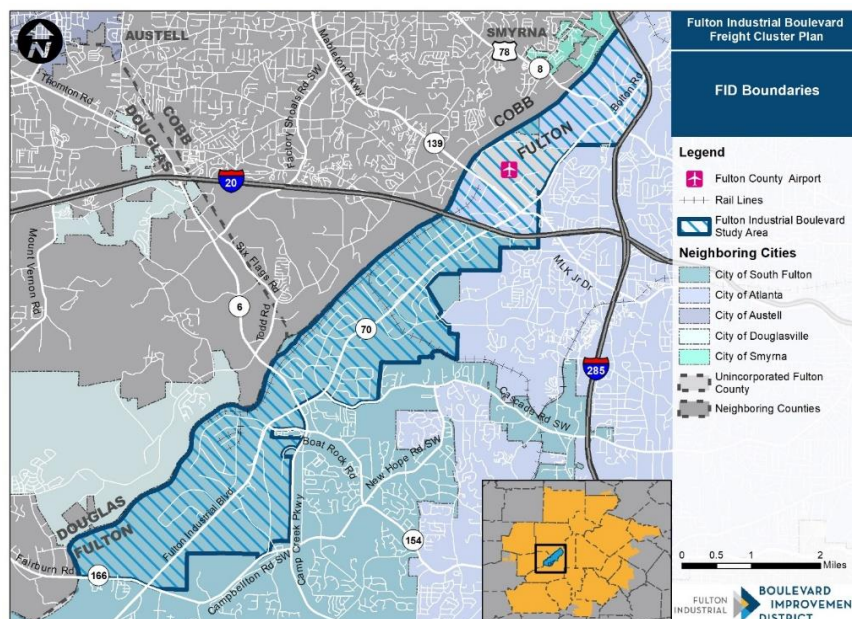 Fulton Industrial Boulevard
Freight Cluster Plan
FID Boundaries
Legend
Fulton County Airport
Rail Lines
Fulton Industrial Boulevard
Study Area
Neighboring Cities
City of South Fulton
City of Atlanta
City of Austell
City of Douglasville
City of Smyrna
Unincorporated Fulton
County
Neighboring Counties
0 0.5 1 2
Miles
FULTON
INDUSTRIAL
BOULEVARD
IMPROVEMENT
DISTRICT
N
AUSTELL
SMYRNA
78
8
Thornton Rd
COBB
DOUGLAS
Factory Shoals Rd SW
Mableton Pkwy
139
COBB
FULTON
Bolton Rd
20
Mount Vernon Rd
Six Flags Rd
6
Todd Rd
70
MLK Jr Dr
285
Cascade Rd SW
Boat Rock Rd
New Hope Rd SW
Fulton Industrial Blvd
Camp Creek Pkwy
DOUGLAS
FULTON
Fairburn Rd
166
Campbellton Rd SW
154